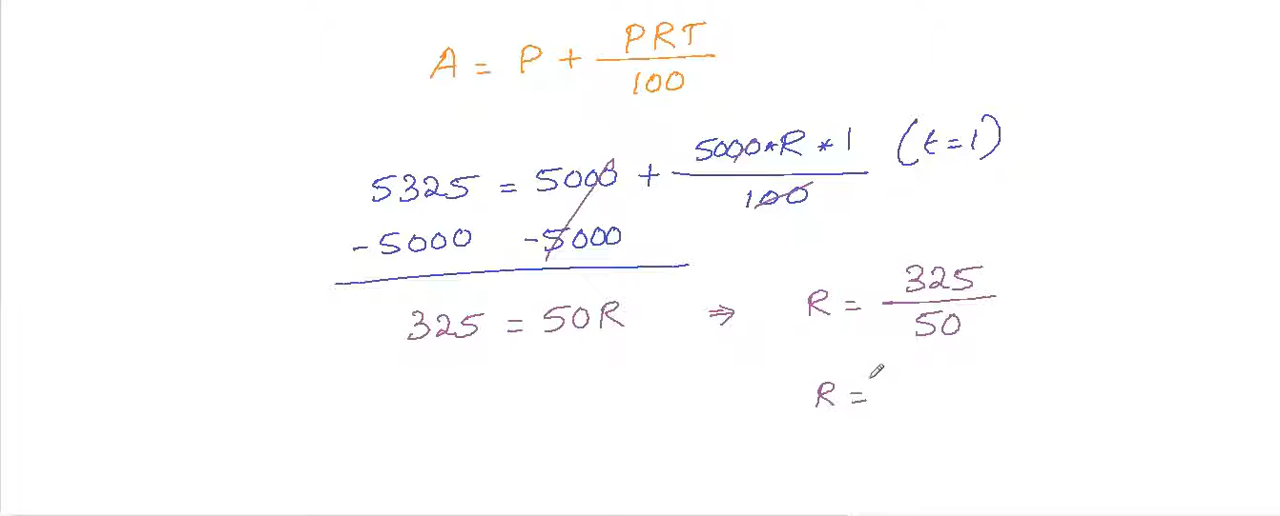 A = P + PRT/100
5325 = 5000 + 5000*R*1/100 (t=1)
-5000 -5000
325 = 50R ⇒ R = 325/50
R =